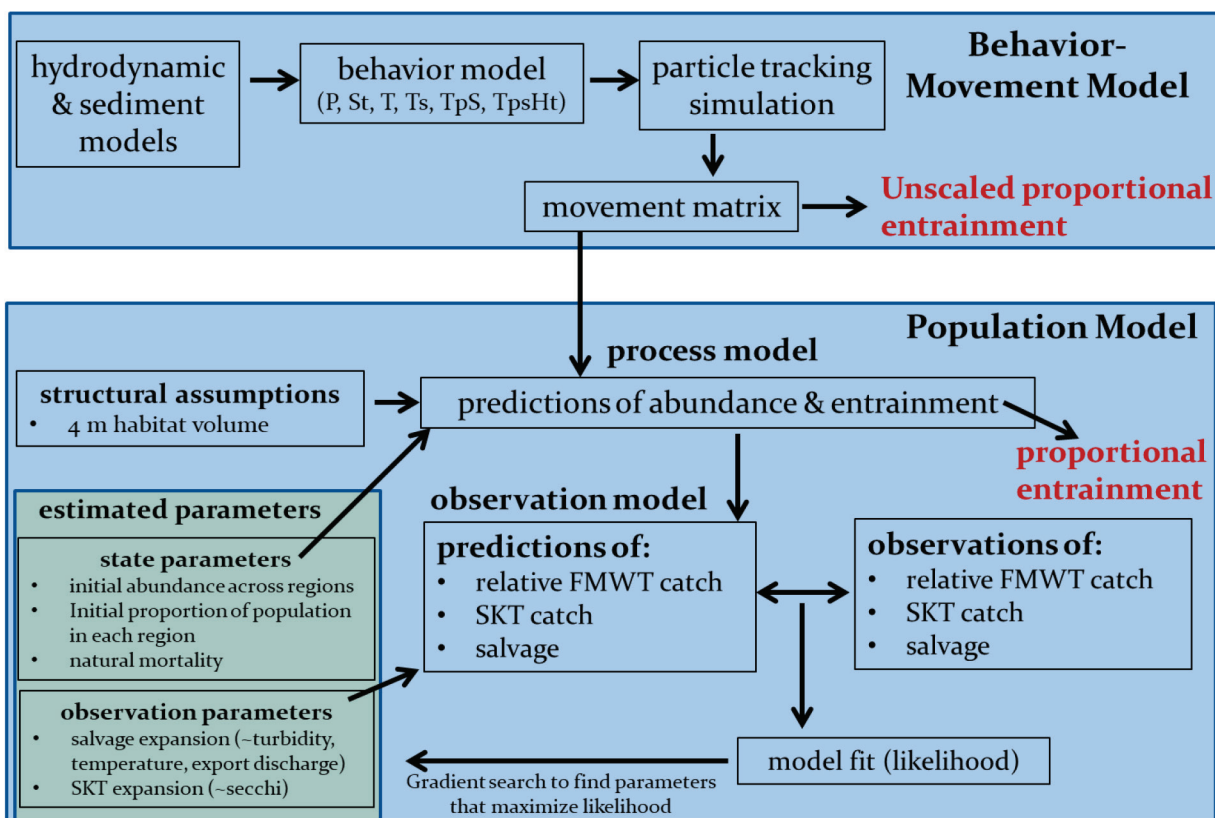 Behavior-
Movement Model
hydrodynamic
& sediment
models
behavior model
(P, St, T, Ts, TpS, TpsHt)
particle tracking
simulation
movement matrix
Unscaled proportional
entrainment
Population Model
process model
structural assumptions
• 4 m habitat volume
predictions of abundance & entrainment
proportional
entrainment
estimated parameters
state parameters
• initial abundance across regions
• Initial proportion of population
in each region
• natural mortality
observation parameters
• salvage expansion (~turbidity,
temperature, export discharge)
• SKT expansion (~secchi)
observation model
predictions of:
• relative FMWT catch
• SKT catch
• salvage
observations of:
• relative FMWT catch
• SKT catch
• salvage
model fit (likelihood)
Gradient search to find parameters
that maximize likelihood